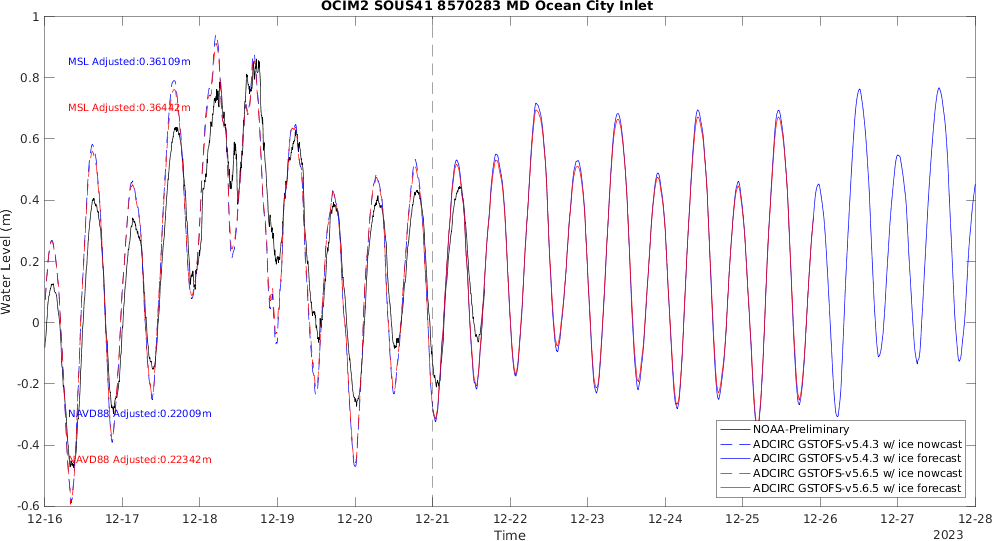 OCIM2 SOUS41 8570283 MD Ocean City Inlet
1
0.8
0.6
0.4
0.2
0
-0.2
-0.4
-0.6
Water Level (m)
MSL Adjusted:0.36109m
MSL Adjusted:0.36442m
NAVD88 Adjusted:0.22009m
NAVD88 Adjusted:0.22342m
NOAA-Preliminary
ADCIRC GSTOFS-v5.4.3 w/ ice nowcast
ADCIRC GSTOFS-v5.4.3 w/ ice forecast
ADCIRC GSTOFS-v5.6.5 w/ ice nowcast
ADCIRC GSTOFS-v5.6.5 w/ ice forecast
12-16 12-17 12-18 12-19 12-20 12-21 12-22 12-23 12-24 12-25 12-26 12-27 12-28
Time
2023